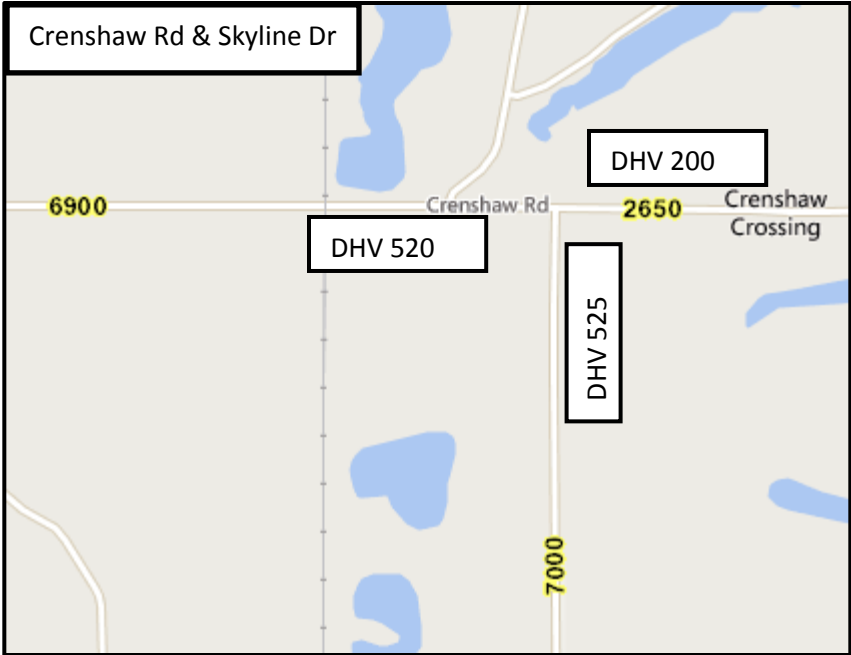 Crenshaw Rd & Skyline Dr
DHV 200
6900
Crenshaw Rd
2650
Crenshaw
Crossing
DHV 520
DHV 525
7000